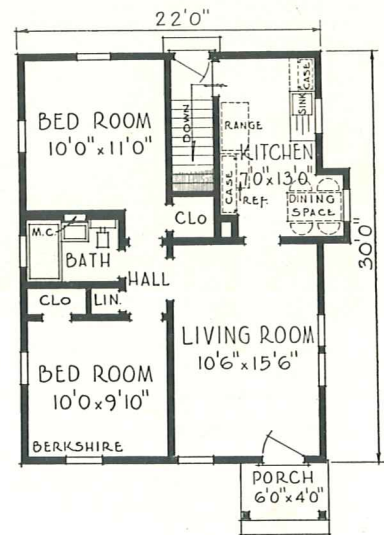 22'0"
BED ROOM
10'0"x11'0"
DOWN
CASE
SINK
RANGE
KITCHEN
7'0"x13'0"
CASE
REF.
DINING
SPACE
30'0"
CLO
M.C.
BATH
HALL
CLO
LIN.
LIVING ROOM
10'6"x15'6"
BED ROOM
10'0x9'10"
BERKSHIRE
PORCH
6'0"x4'0"